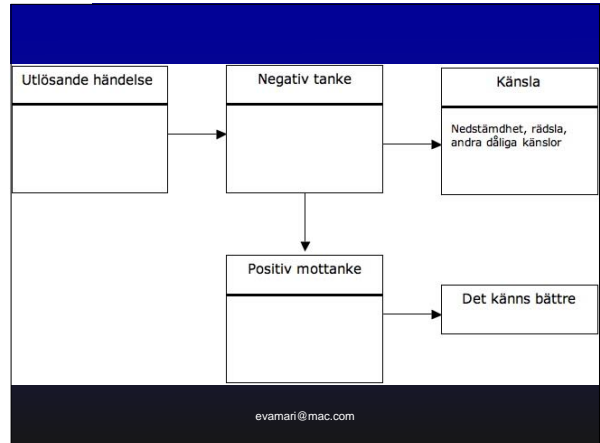 Utlösande händelse
Negativ tanke
Känsla
Nedstämdhet, rädsla,
andra dåliga känslor
Positiv mottanke
Det känns bättre
evamari@mac.com